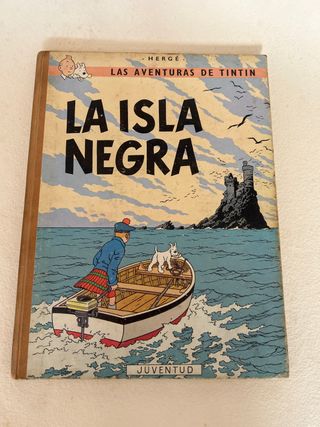 HERGÉ
LAS AVENTURAS DE TINTIN
LA ISLA
NEGRA
JUVENTUD